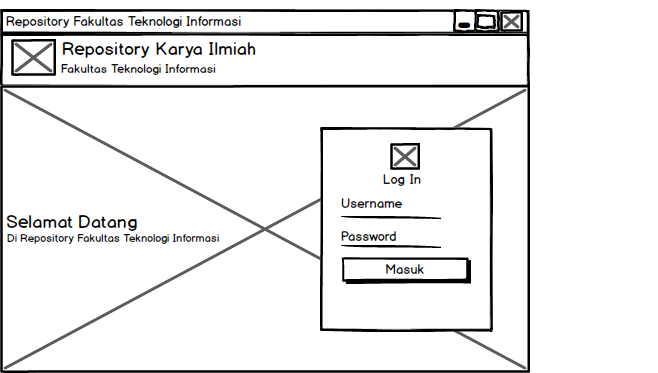 Repository Fakultas Teknologi Informasi
Repository Karya Ilmiah
Fakultas Teknologi Informasi
Selamat Datang
Di Repository Fakultas Teknologi Informasi
Log In
Username
Password
Masuk